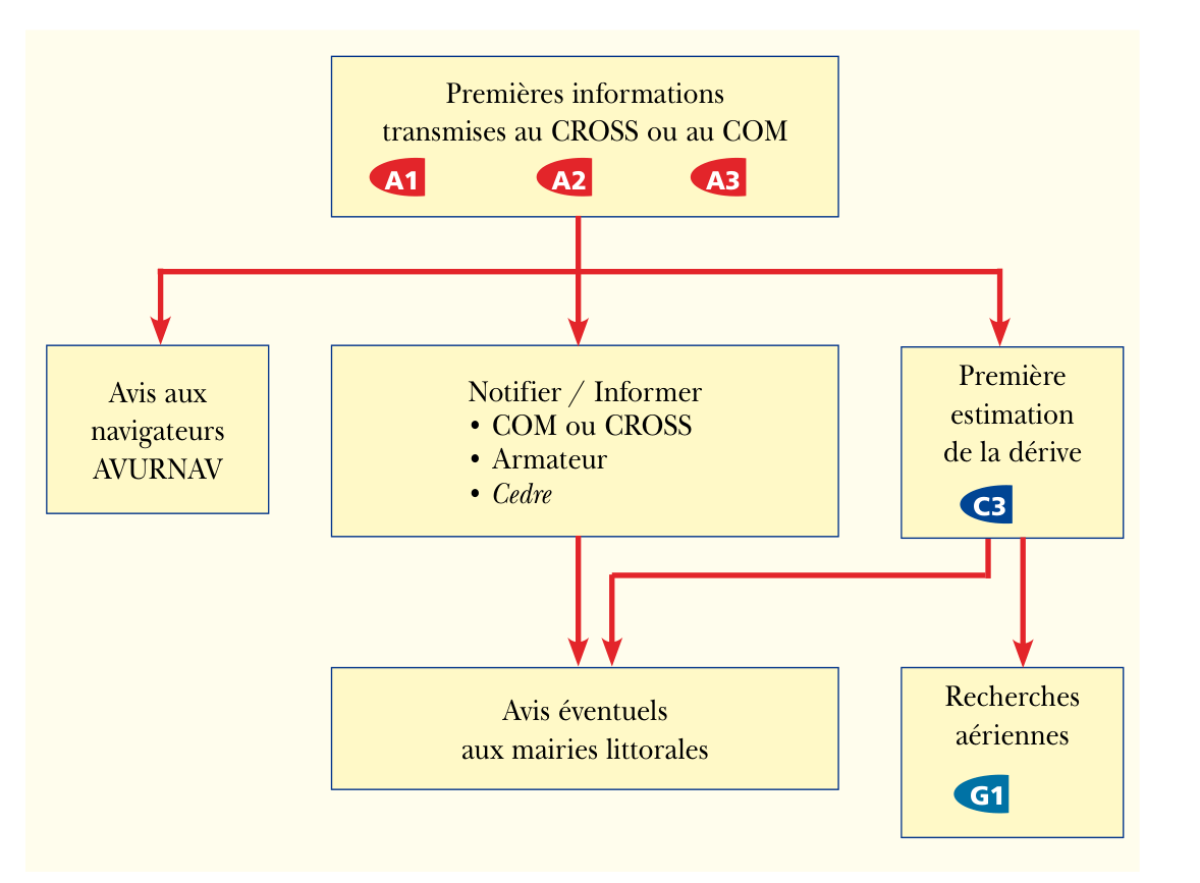 Premières informations
transmises au CROSS ou au COM
A1 A2 A3
Avis aux
navigateurs
AVURNAV
Notifier / Informer
• COM ou CROSS
• Armateur
• Cedre
Première
estimation
de la dérive
C3
Avis éventuels
aux mairies littorales
Recherches
aériennes
G1